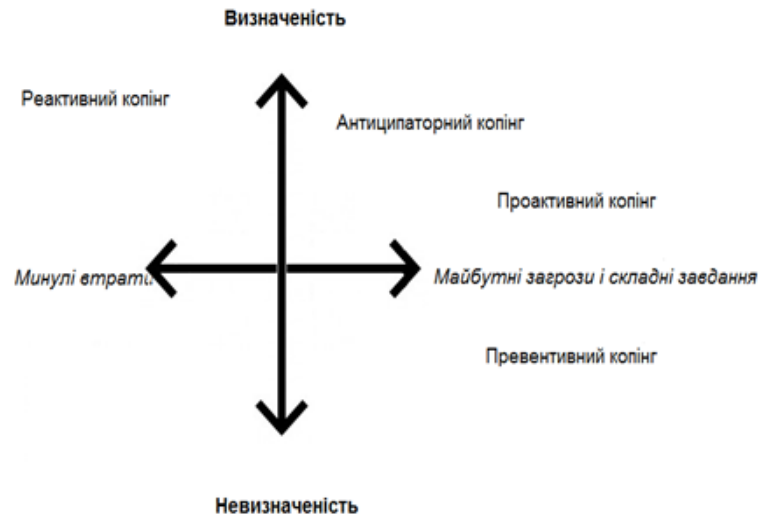 Визначеність
Реактивний копінг
Антиципаторний копінг
Проактивний копінг
Минулі втрати
Майбутні загрози і складні завдання
Превентивний копінг
Невизначеність